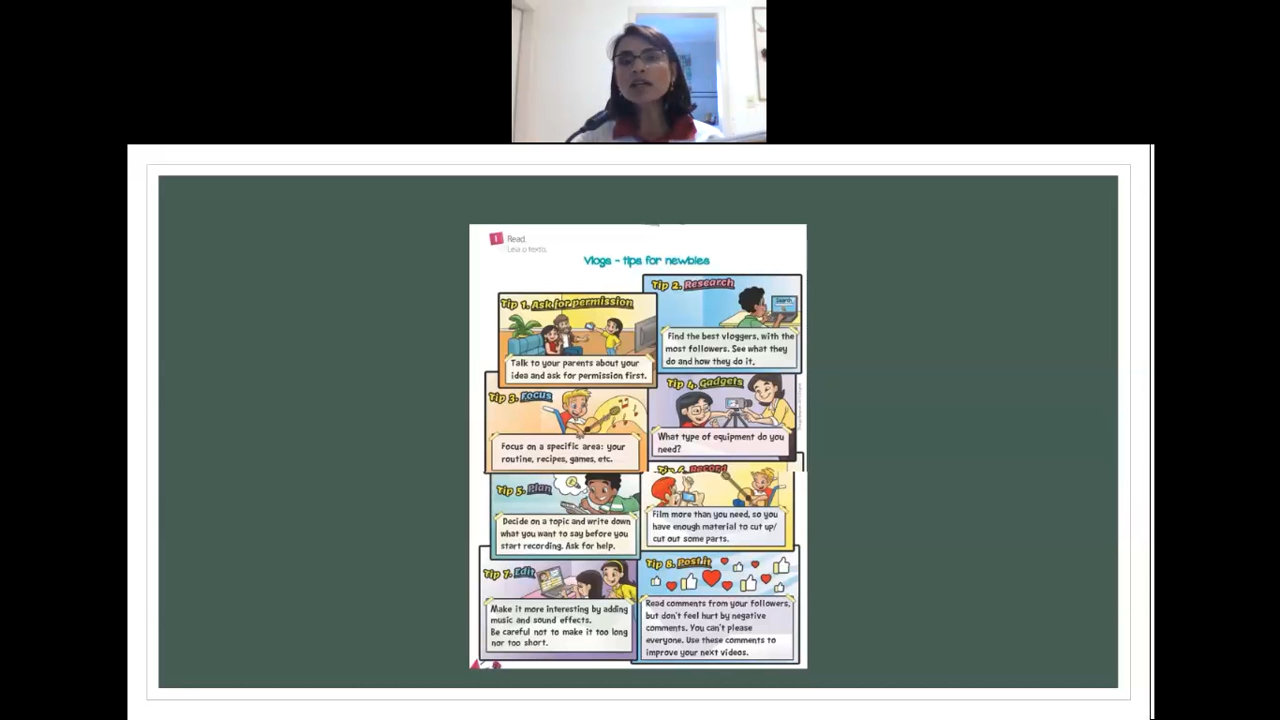 1 Read.
Leia o texto.
Vlogs - tips for newbies
Tip 1. Ask for permission
Talk to your parents about your
idea and ask for permission first.
Tip 2. Research
Search
Find the best vloggers, with the
most followers. See what they
do and how they do it.
Tip 3. Focus
Focus on a specific area: your
routine, recipes, games, etc.
Tip 4. Gadgets
What type of equipment do you
need?
Tip 5. Plan
Decide on a topic and write down
what you want to say before you
start recording. Ask for help.
Tip 6. Record
Film more than you need, so you
have enough material to cut up/
cut out some parts.
Tip 7. Edit
Make it more interesting by adding
music and sound effects.
Be careful not to make it too long
nor too short.
Tip 8. Post it
Read comments from your followers,
but don't feel hurt by negative
comments. You can't please
everyone. Use these comments to
improve your next videos.